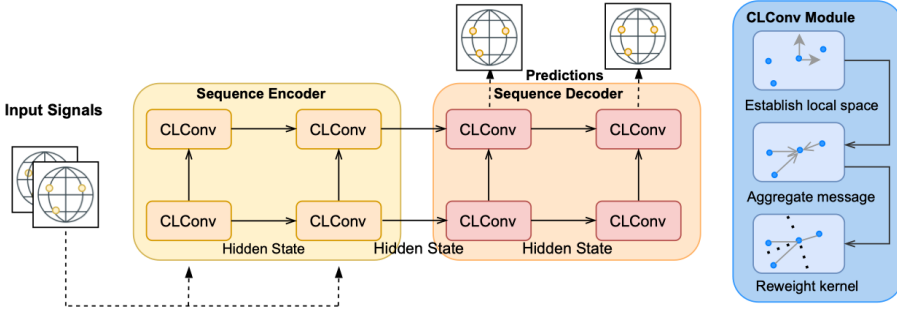 Input Signals
Sequence Encoder
CLConv
CLConv
CLConv
CLConv
Hidden State
Hidden State
Predictions
Sequence Decoder
CLConv
CLConv
CLConv
CLConv
Hidden State
CLConv Module
Establish local space
Aggregate message
Reweight kernel